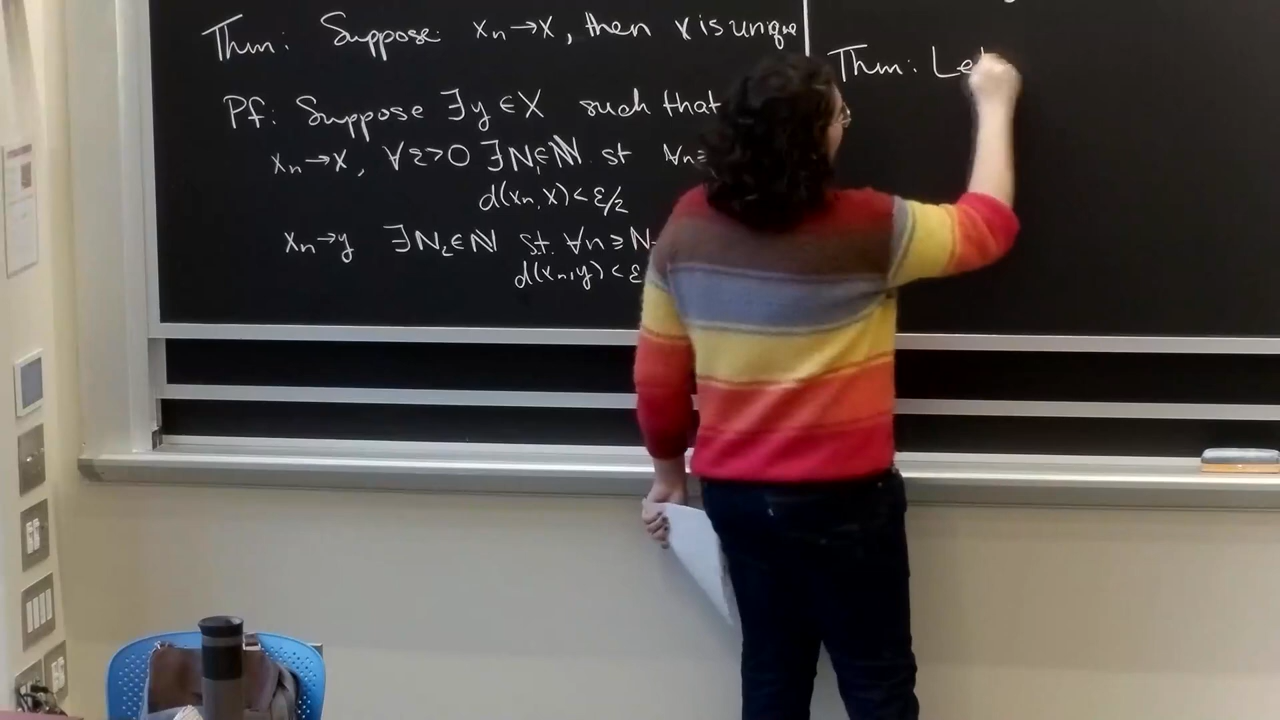 Thm: Suppose xₙ→x, then x is unique
Pf: Suppose ∃y∈X such that
xₙ→x, ∀ε>0 ∃N₁∈ℕ st ∀n≥
d(xₙ,x)<ε/2
xₙ→y ∃N₂∈ℕ st. ∀n≥N
d(xₙ,y)<ε
Thm: Let